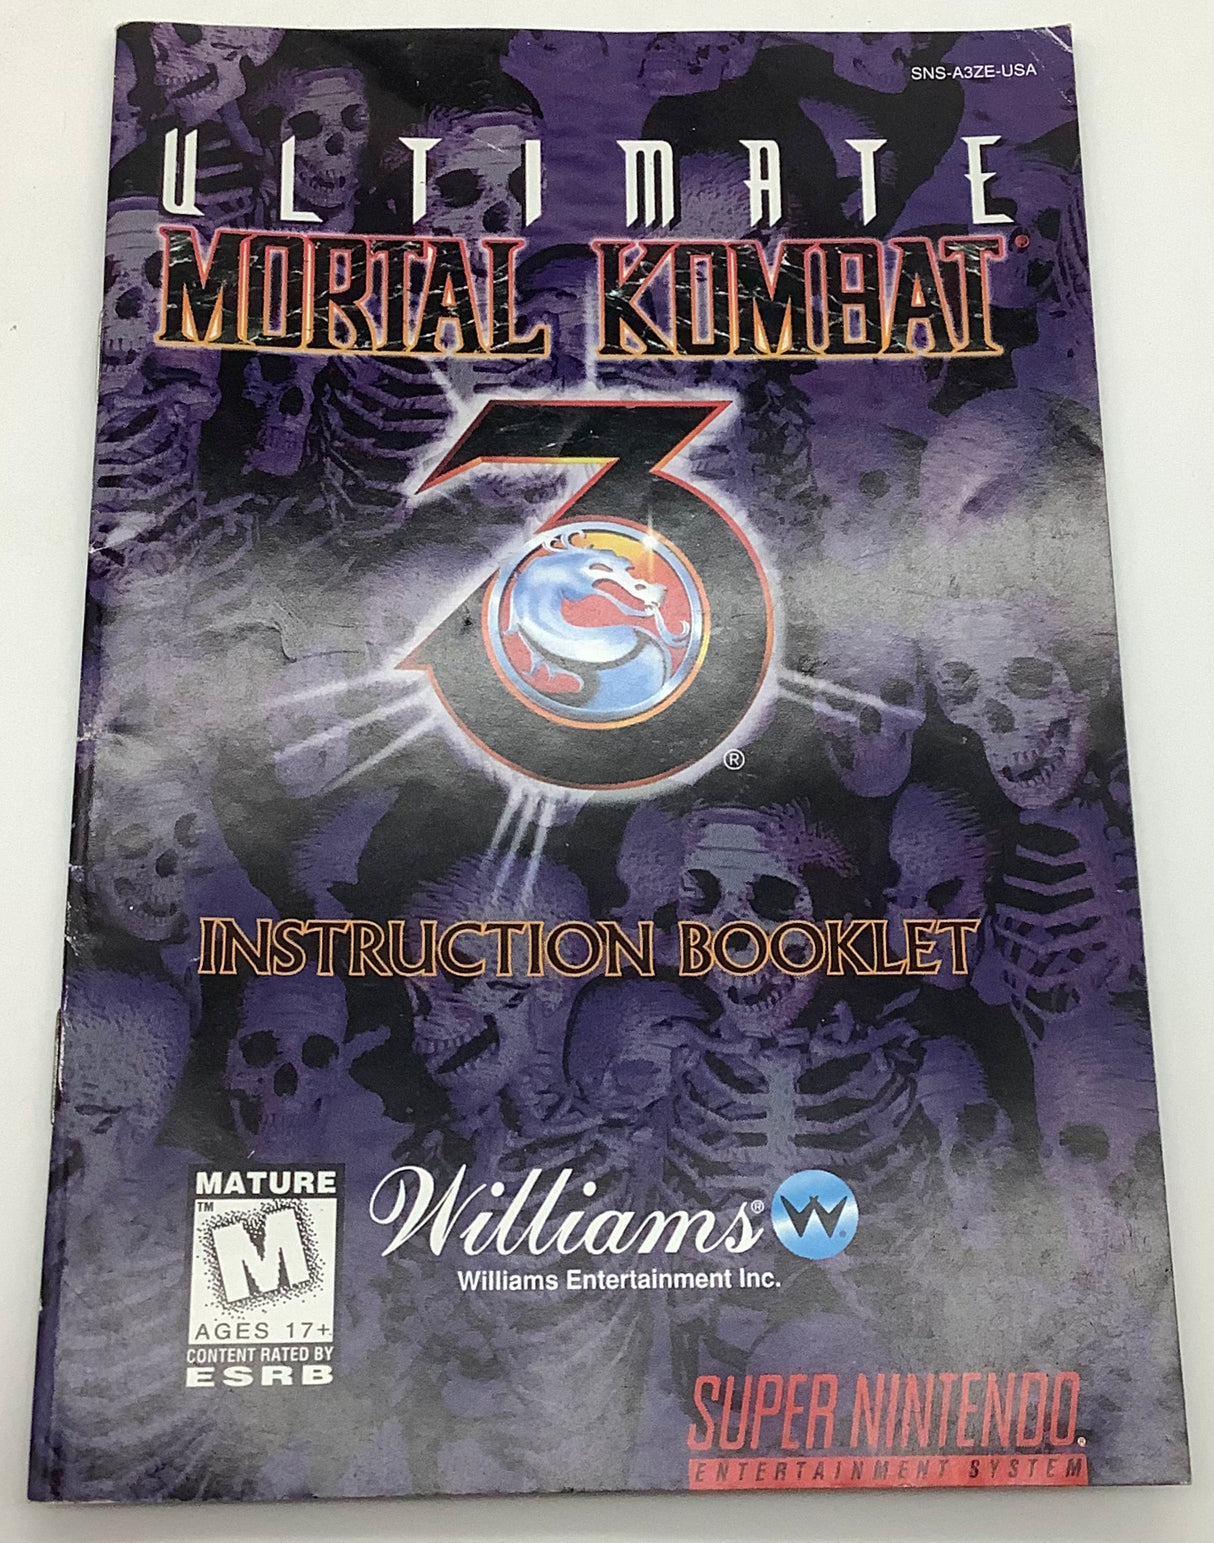 SNS-A3ZE-USA
ULTIMATE
MORTAL KOMBAT®
3
®
INSTRUCTION BOOKLET
MATURE
TM
M
AGES 17+
CONTENT RATED BY
ESRB
Williams® W®
Williams Entertainment Inc.
SUPER NINTENDO®
ENTERTAINMENT SYSTEM